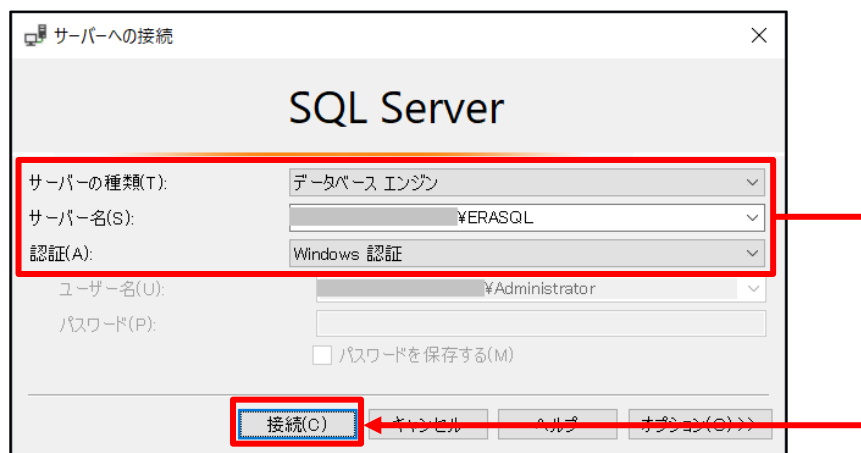 サーバーへの接続
SQL Server
サーバーの種類(T): データベース エンジン
サーバー名(S): ¥ERASQL
認証(A): Windows 認証
ユーザー名(U): ¥Administrator
パスワード(P):
パスワードを保存する(M)
接続(C) キャンセル ヘルプ オプション(O) >>